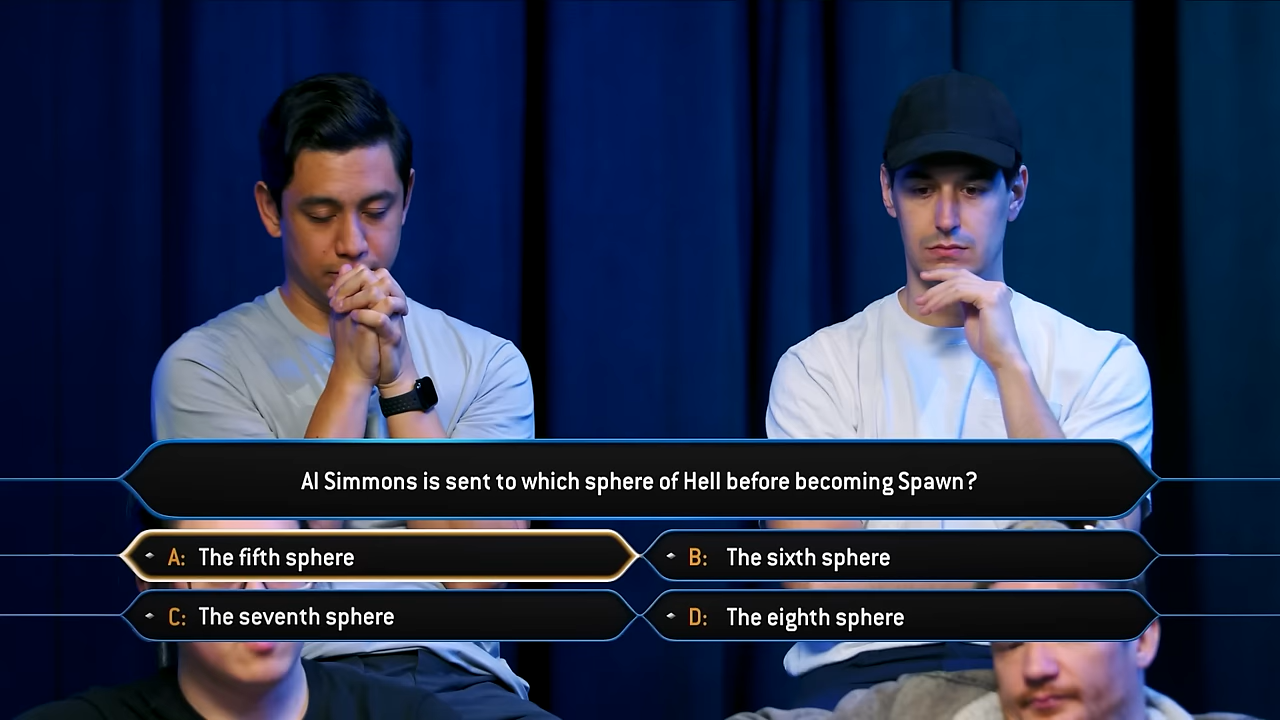 Al Simmons is sent to which sphere of Hell before becoming Spawn?
A: The fifth sphere
B: The sixth sphere
C: The seventh sphere
D: The eighth sphere